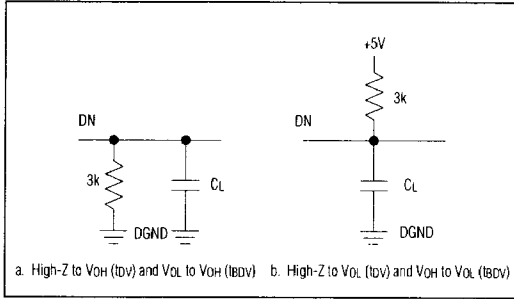 +5V
3k
DN
DN
3k
CL
CL
DGND
DGND
a. High-Z to VOH (tDV) and VOL to VOH (tBDV)
b. High-Z to VOL (tDV) and VOH to VOL (tBDV)